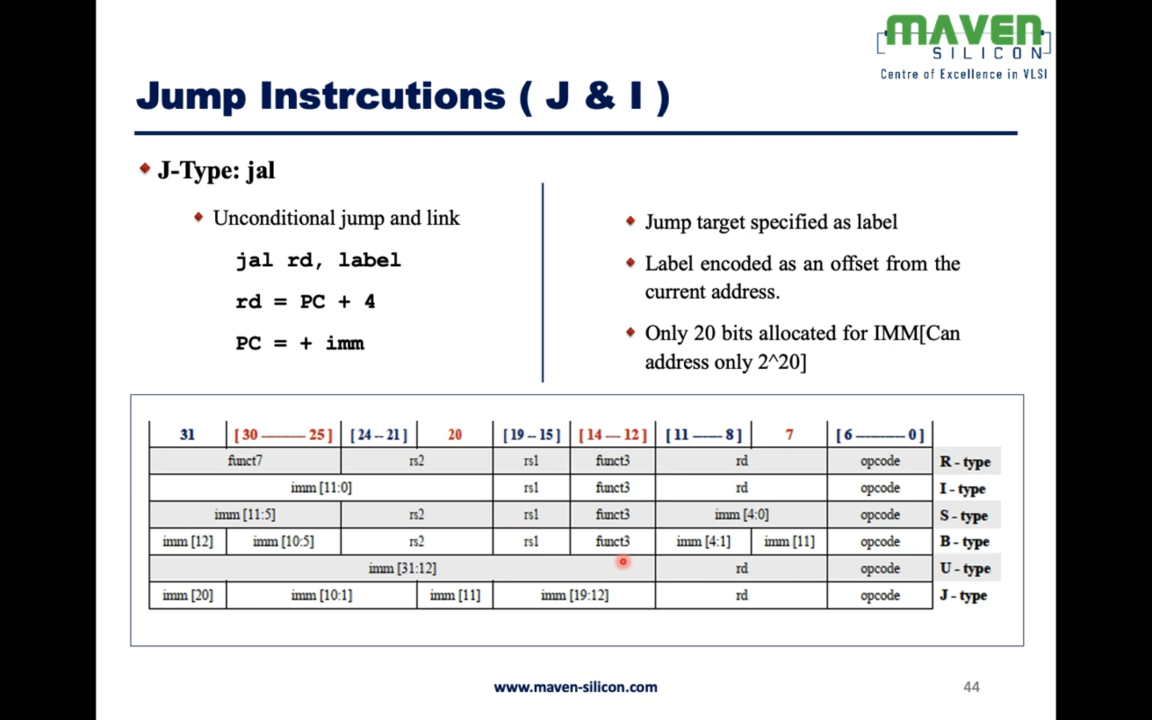 MAVEN
SILICON
Centre of Excellence in VLSI
Jump Instrcutions ( J & I )
J-Type: jal
Unconditional jump and link
jal rd, label
rd = PC + 4
PC = + imm
Jump target specified as label
Label encoded as an offset from the
current address.
Only 20 bits allocated for IMM[Can
address only 2^20]
31 [ 30 ——— 25 ] [ 24 -- 21 ] 20 [ 19 -- 15 ] [ 14 — 12 ] [ 11 —— 8 ] 7 [ 6 ——— 0 ]
funct7 rs2 rs1 funct3 rd opcode R - type
imm [11:0] rs1 funct3 rd opcode I - type
imm [11:5] rs2 rs1 funct3 imm [4:0] opcode S - type
imm [12] imm [10:5] rs2 rs1 funct3 imm [4:1] imm [11] opcode B - type
imm [31:12] rd opcode U - type
imm [20] imm [10:1] imm [11] imm [19:12] rd opcode J - type
www.maven-silicon.com 44